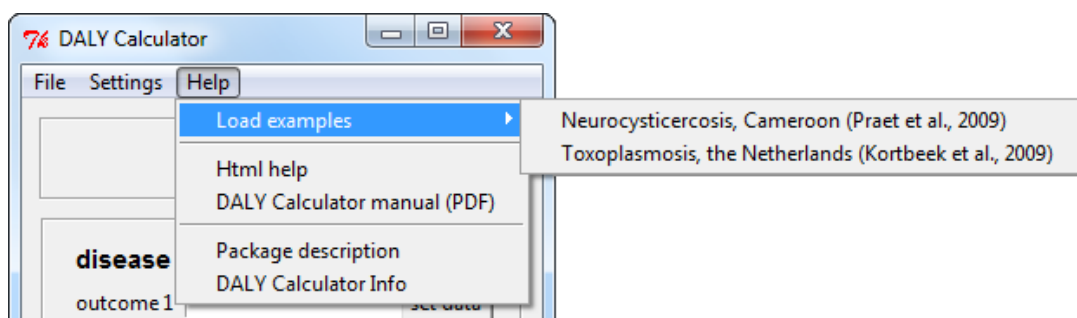 DALY Calculator
File Settings Help
Load examples
Neurocysticercosis, Cameroon (Praet et al., 2009)
Toxoplasmosis, the Netherlands (Kortbeek et al., 2009)
Html help
DALY Calculator manual (PDF)
Package description
disease
DALY Calculator Info
outcome 1
set data